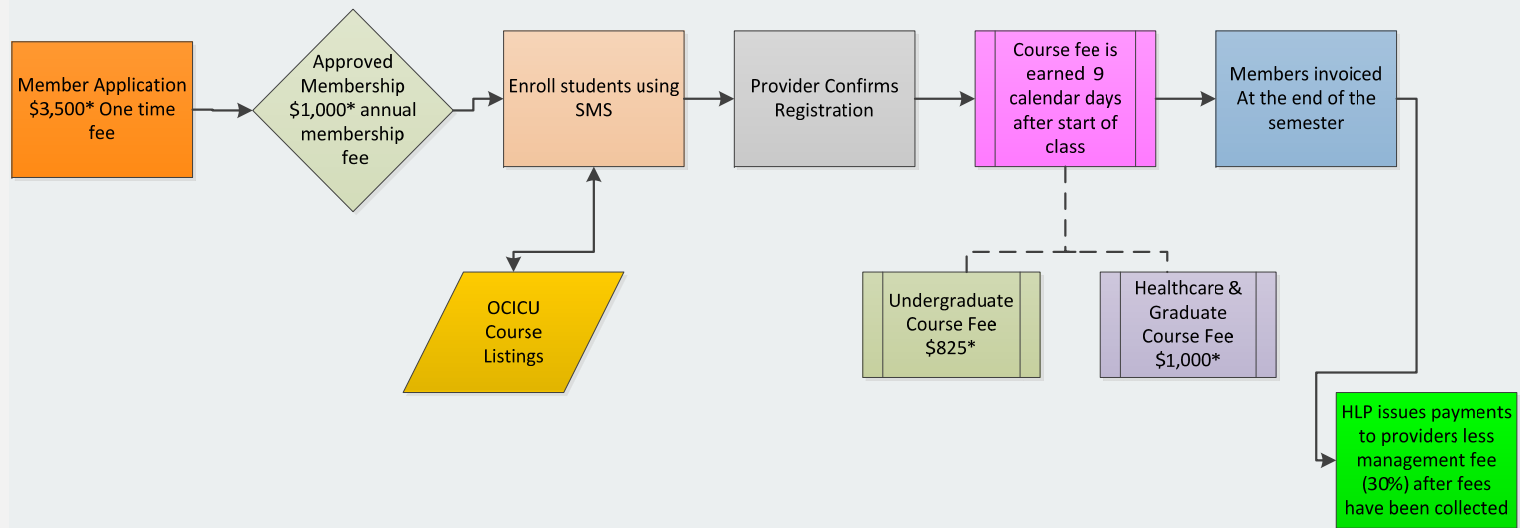 Member Application
$3,500* One time
fee
Approved
Membership
$1,000* annual
membership
fee
Enroll students using
SMS
Provider Confirms
Registration
Course fee is
earned 9
calendar days
after start of
class
Members invoiced
At the end of the
semester
OCICU
Course
Listings
Undergraduate
Course Fee
$825*
Healthcare &
Graduate
Course Fee
$1,000*
HLP issues payments
to providers less
management fee
(30%) after fees
have been collected